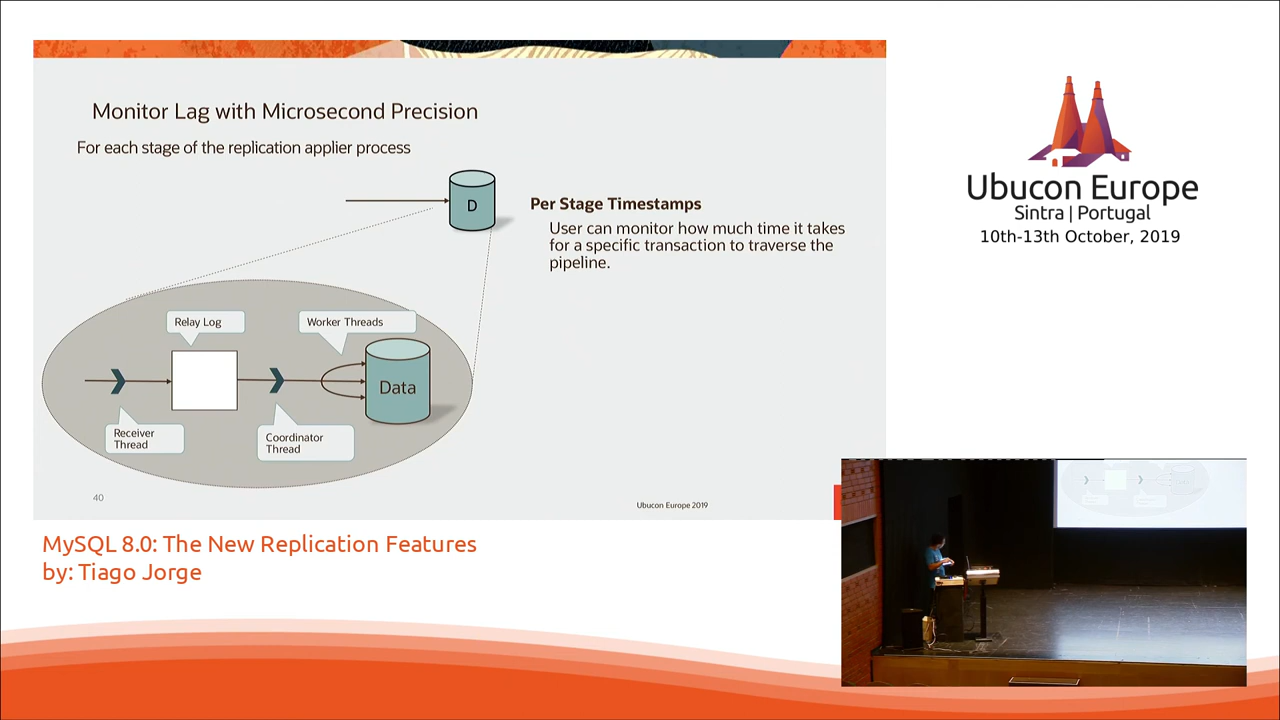 Monitor Lag with Microsecond Precision
For each stage of the replication applier process
D
Per Stage Timestamps
User can monitor how much time it takes
for a specific transaction to traverse the
pipeline.
Relay Log
Worker Threads
Data
Receiver
Thread
Coordinator
Thread
40
Ubucon Europe 2019
MySQL 8.0: The New Replication Features
by: Tiago Jorge
Ubucon Europe
Sintra | Portugal
10th-13th October, 2019